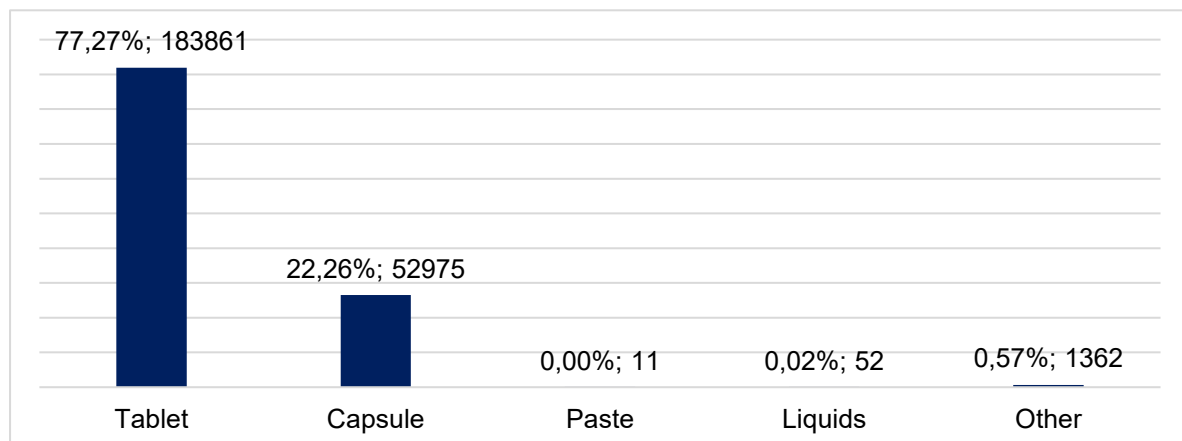 77,27%; 183861
22,26%; 52975
0,00%; 11
0,02%; 52
0,57%; 1362
Tablet
Capsule
Paste
Liquids
Other